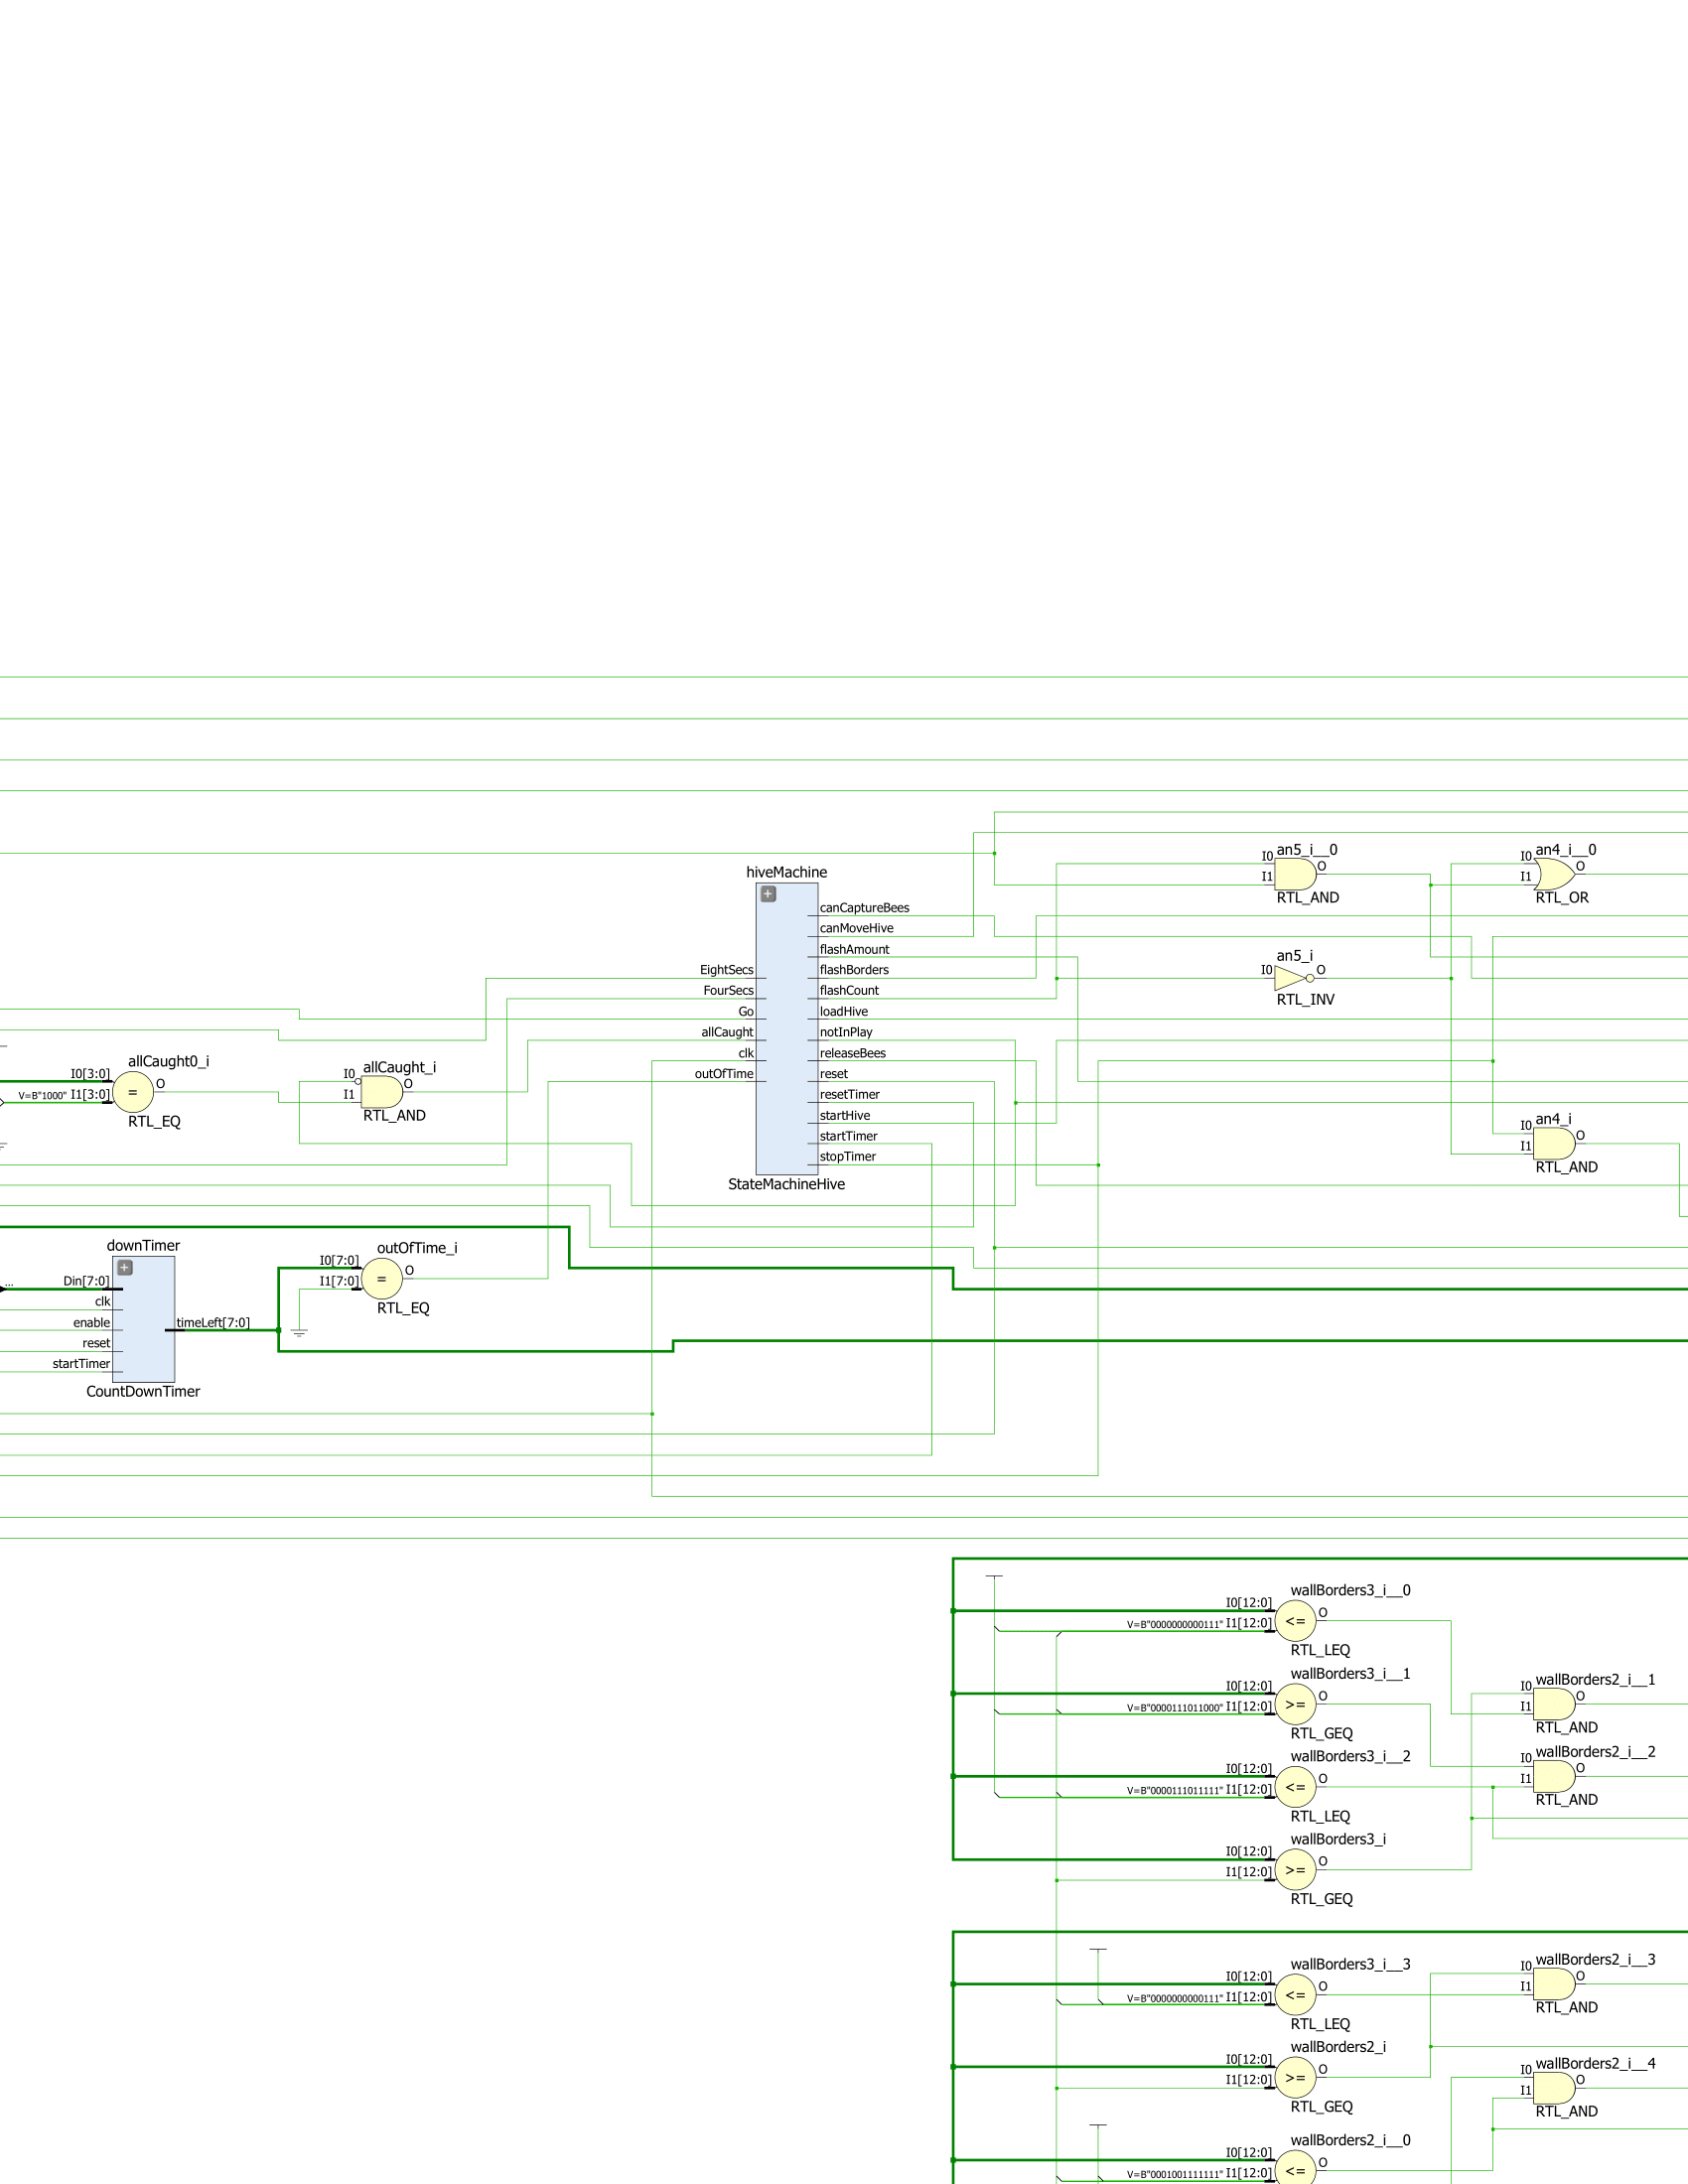 an5_i__0
I0
I1
O
RTL_AND
an4_i__0
I0
I1
O
RTL_OR
hiveMachine
EightSecs
FourSecs
Go
allCaught
clk
outOfTime
canCaptureBees
canMoveHive
flashAmount
flashBorders
flashCount
loadHive
notInPlay
releaseBees
reset
resetTimer
startHive
startTimer
stopTimer
StateMachineHive
an5_i
I0
O
RTL_INV
allCaught0_i
I0[3:0]
V=B"1000" I1[3:0]
=
O
RTL_EQ
allCaught_i
I0
I1
O
RTL_AND
an4_i
I0
I1
O
RTL_AND
downTimer
...
Din[7:0]
clk
enable
reset
startTimer
timeLeft[7:0]
CountDownTimer
outOfTime_i
I0[7:0]
I1[7:0]
=
O
RTL_EQ
wallBorders3_i__0
I0[12:0]
V=B"0000000000111" I1[12:0]
<=
O
RTL_LEQ
wallBorders3_i__1
I0[12:0]
V=B"0000111011000" I1[12:0]
>=
O
RTL_GEQ
wallBorders2_i__1
I0
I1
O
RTL_AND
wallBorders3_i__2
I0[12:0]
V=B"0000111011111" I1[12:0]
<=
O
RTL_LEQ
wallBorders2_i__2
I0
I1
O
RTL_AND
wallBorders3_i
I0[12:0]
I1[12:0]
>=
O
RTL_GEQ
wallBorders3_i__3
I0[12:0]
V=B"0000000000111" I1[12:0]
<=
O
RTL_LEQ
wallBorders2_i__3
I0
I1
O
RTL_AND
wallBorders2_i
I0[12:0]
I1[12:0]
>=
O
RTL_GEQ
wallBorders2_i__4
I0
I1
O
RTL_AND
wallBorders2_i__0
I0[12:0]
V=B"0001001111111" I1[12:0]
<=
O